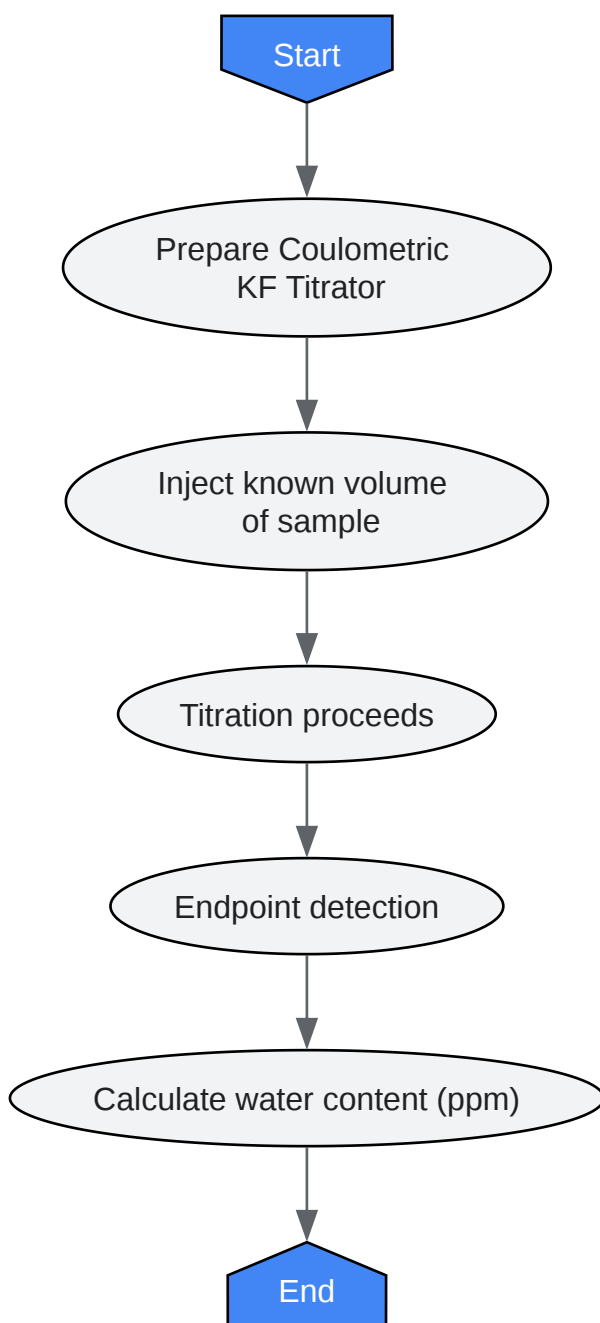 Start
Prepare Coulometric
KF Titrator
Inject known volume
of sample
Titration proceeds
Endpoint detection
Calculate water content (ppm)
End